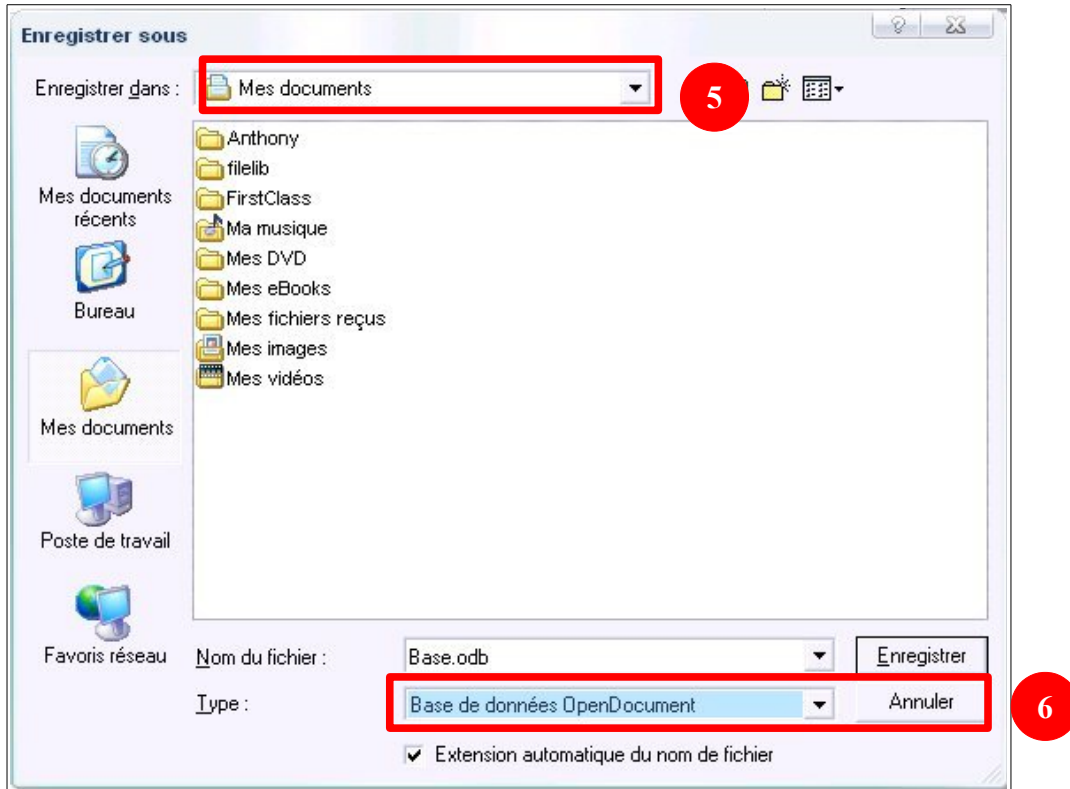 Enregistrer sous
Enregistrer dans :
Mes documents
5
Anthony
filelib
FirstClass
Ma musique
Mes DVD
Mes eBooks
Mes fichiers reçus
Mes images
Mes vidéos
Mes documents
récents
Bureau
Mes documents
Poste de travail
Favoris réseau
Nom du fichier :
Base.odb
Enregistrer
Type :
Base de données OpenDocument
Annuler
6
Extension automatique du nom de fichier